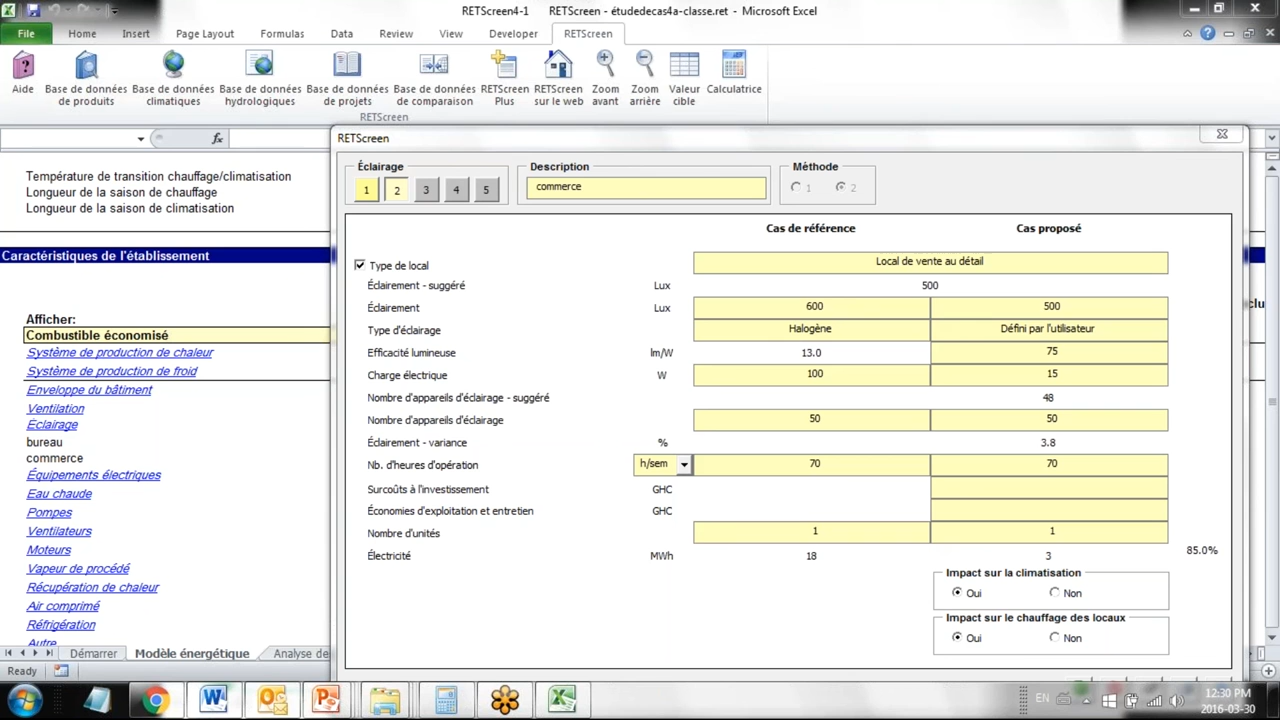 RETScreen4-1 RETScreen - étudedecas4a-classe.ret - Microsoft Excel
File Home Insert Page Layout Formulas Data Review View Developer RETScreen
Aide
Base de données de produits
Base de données climatiques
Base de données hydrologiques
Base de données de projets
Base de données de comparaison
RETScreen Plus
RETScreen sur le web
Zoom avant
Zoom arrière
Valeur cible
Calculatrice
RETScreen
fx
RETScreen
Température de transition chauffage/climatisation
Longueur de la saison de chauffage
Longueur de la saison de climatisation
Caractéristiques de l'établissement
Afficher:
Combustible économisé
Système de production de chaleur
Système de production de froid
Enveloppe du bâtiment
Ventilation
Éclairage
bureau
commerce
Équipements électriques
Eau chaude
Pompes
Ventilateurs
Moteurs
Vapeur de procédé
Récupération de chaleur
Air comprimé
Réfrigération
Autre
Éclairage Description Méthode
1 2 3 4 5 commerce 1 2
Cas de référence Cas proposé
Type de local Local de vente au détail
Éclairement - suggéré Lux 500
Éclairement Lux 600 500
Type d'éclairage Halogène Défini par l'utilisateur
Efficacité lumineuse lm/W 13.0 75
Charge électrique W 100 15
Nombre d'appareils d'éclairage - suggéré 48
Nombre d'appareils d'éclairage 50 50
Éclairement - variance % 3.8
Nb. d'heures d'opération h/sem 70 70
Surcoûts à l'investissement GHC
Économies d'exploitation et entretien GHC
Nombre d'unités 1 1
Électricité MWh 18 3 85.0%
Impact sur la climatisation
Oui Non
Impact sur le chauffage des locaux
Oui Non
clu
Démarrer Modèle énergétique Analyse de
Ready
EN
12:30 PM
2016-03-30